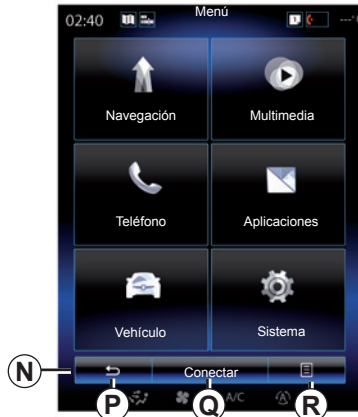 02:40 Menú ---°
Navegación Multimedia
Teléfono Aplicaciones
Vehículo Sistema
N Conectar
P Q A/C R